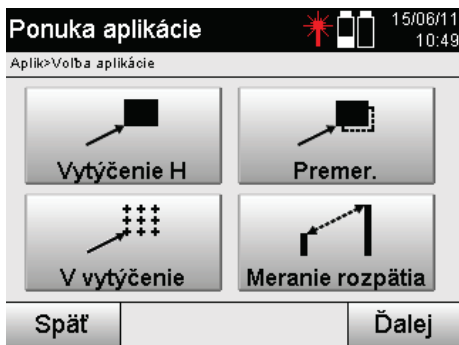 Ponuka aplikácie
15/06/11
10:49
Aplik>Voľba aplikácie
Vytýčenie H
Premer.
V vytýčenie
Meranie rozpätia
Späť
Ďalej